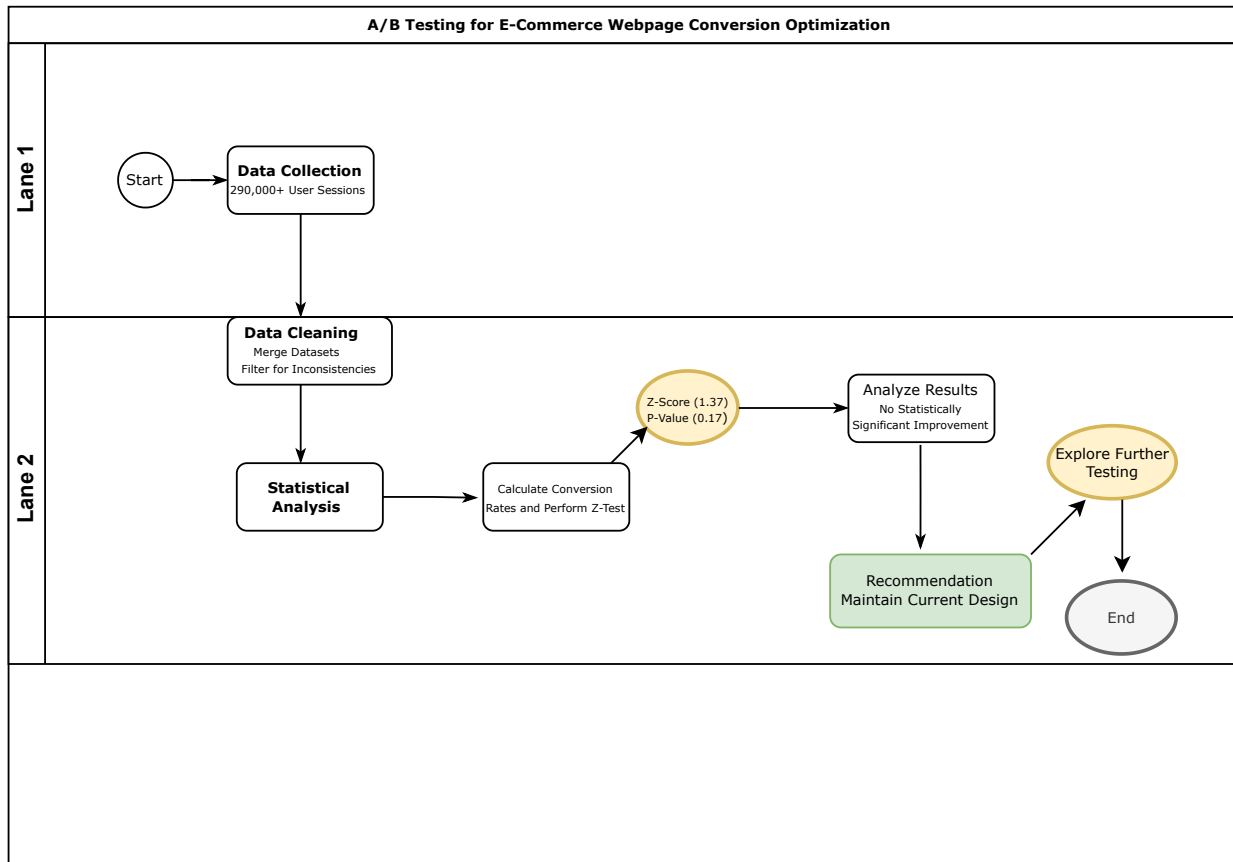 A/B Testing for E-Commerce Webpage Conversion Optimization
Lane 1
Start
Data Collection
290,000+ User Sessions
Lane 2
Data Cleaning
Merge Datasets
Filter for Inconsistencies
Statistical
Analysis
Calculate Conversion
Rates and Perform Z-Test
Z-Score (1.37)
P-Value (0.17)
Analyze Results
No Statistically
Significant Improvement
Recommendation
Maintain Current Design
Explore Further
Testing
End